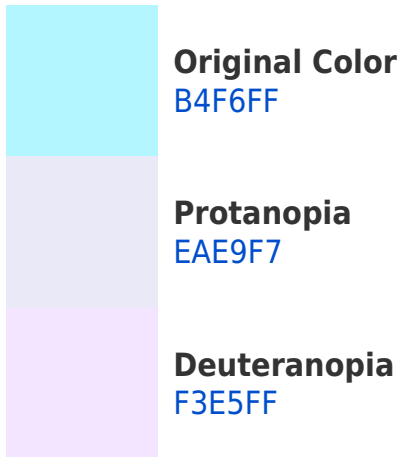 Original Color
B4F6FF
Protanopia
EAE9F7
Deuteranopia
F3E5FF